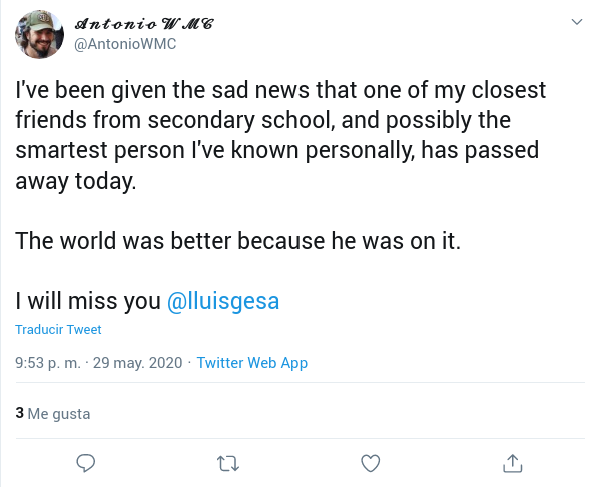 Antonio W MC
@AntonioWMC
I've been given the sad news that one of my closest
friends from secondary school, and possibly the
smartest person I've known personally, has passed
away today.
The world was better because he was on it.
I will miss you @lluisgesa
Traducir Tweet
9:53 p. m. · 29 may. 2020 · Twitter Web App
3 Me gusta